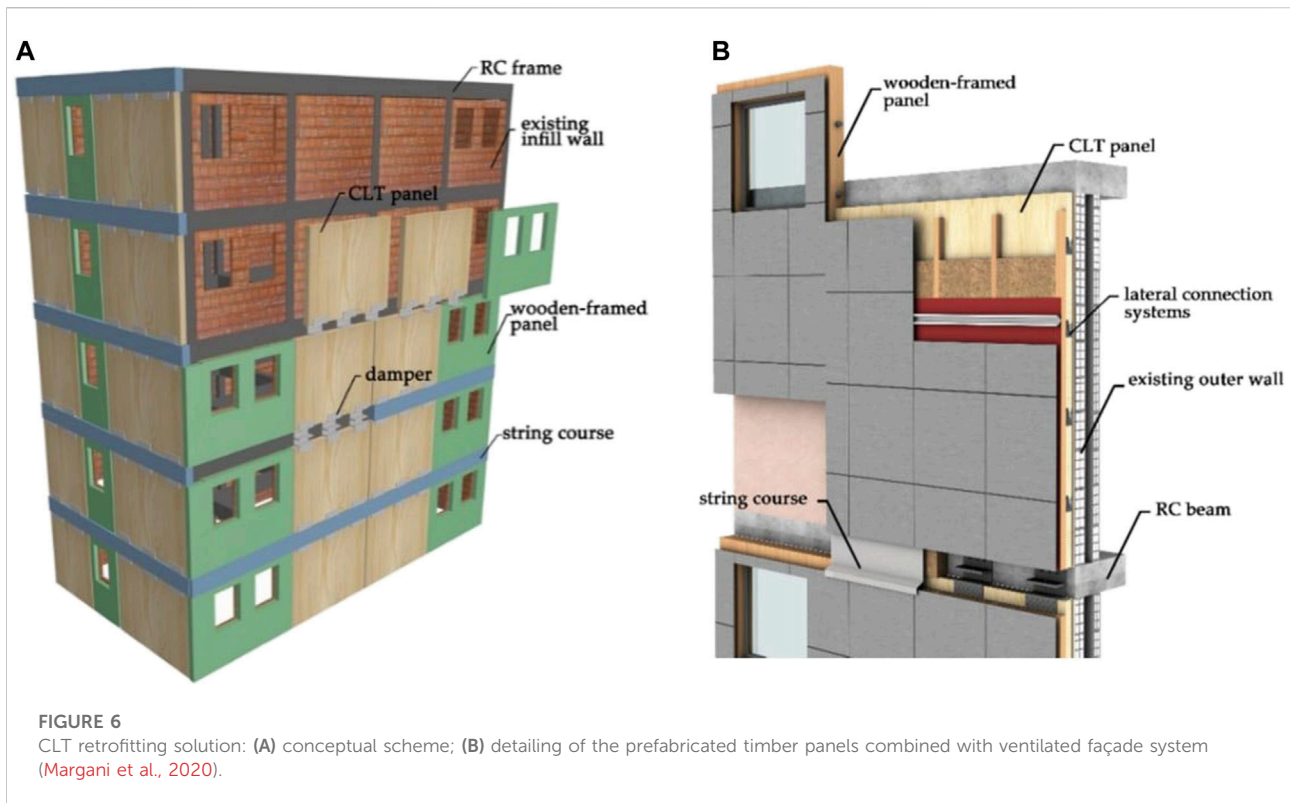 A
RC frame
existing
infill wall
CLT panel
wooden-framed
panel
damper
string course
B
wooden-framed
panel
CLT panel
lateral connection
systems
existing outer wall
string course
RC beam
FIGURE 6
CLT retrofitting solution: (A) conceptual scheme; (B) detailing of the prefabricated timber panels combined with ventilated façade system
(Margani et al., 2020).